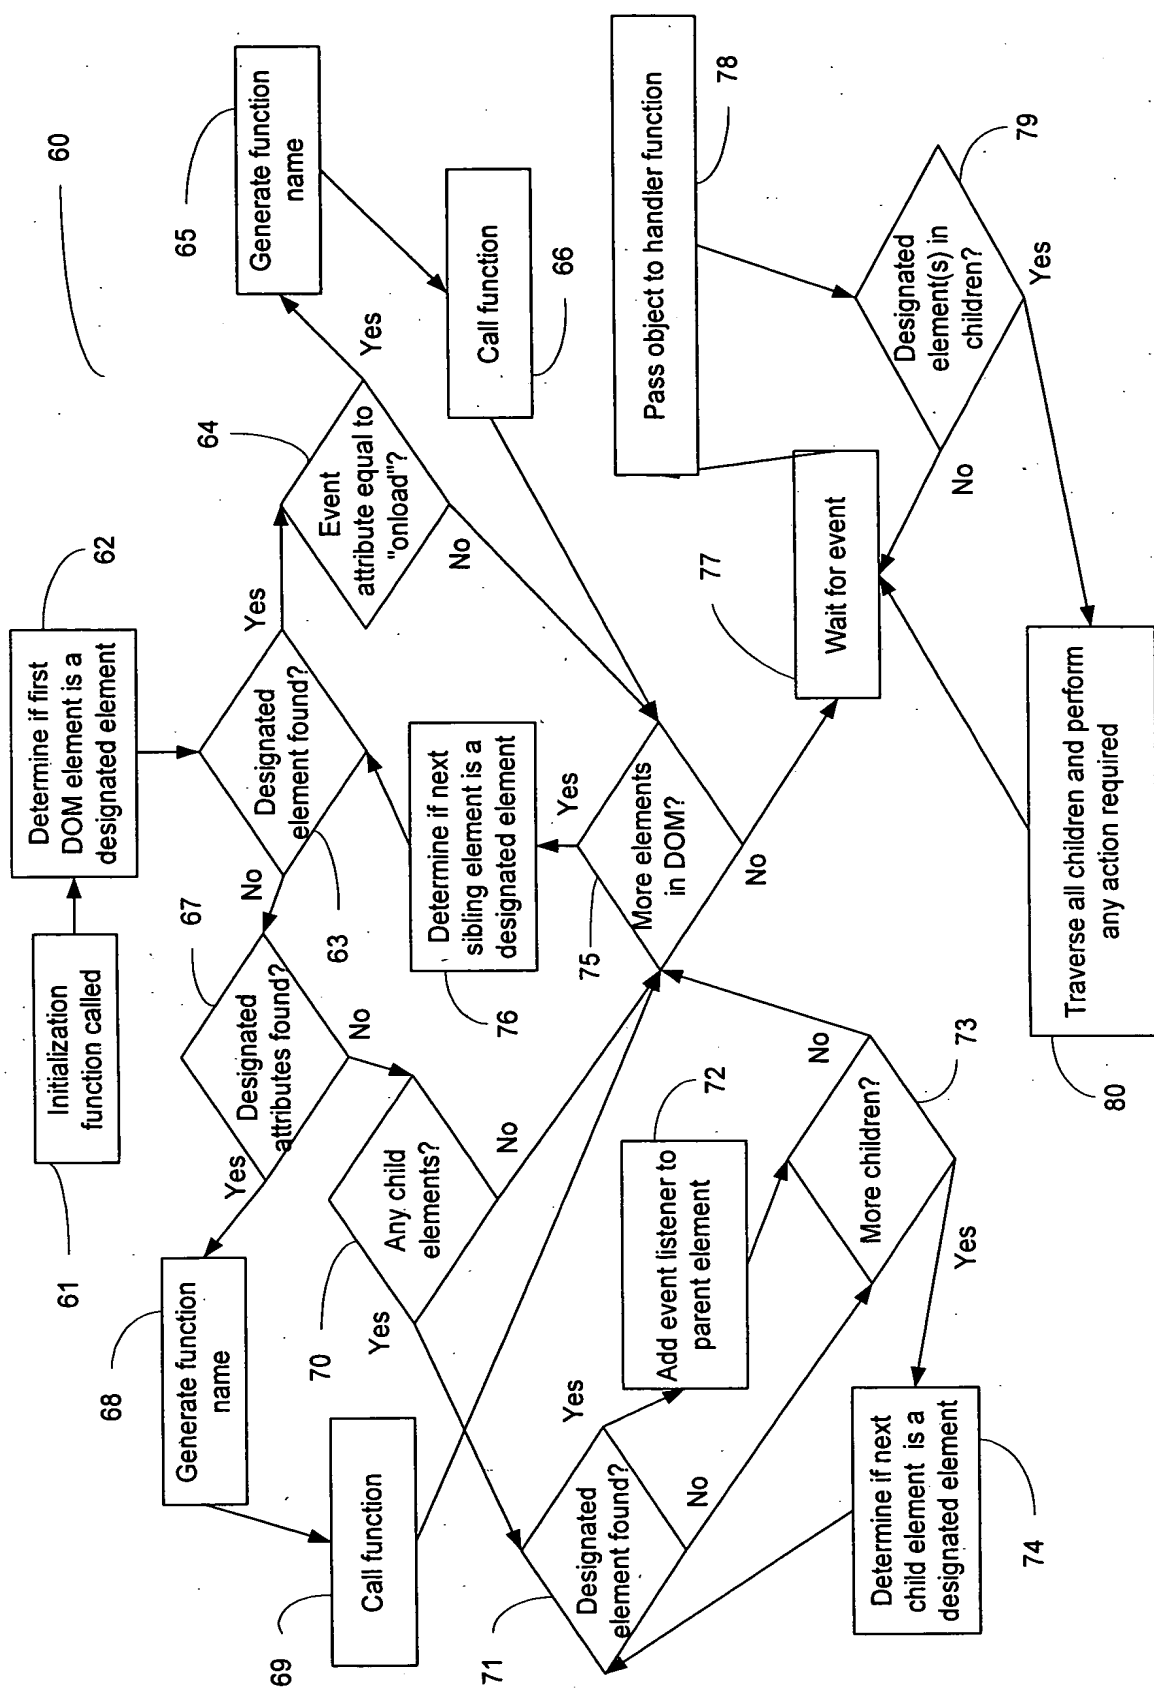 60
61
Initialization
function called
62
Determine if first
DOM element is a
designated element
63
Designated
element found?
Yes
No
64
Event
attribute equal to
"onload"?
Yes
No
65
Generate function
name
66
Call function
67
Designated
attributes found?
Yes
No
68
Generate function
name
69
Call function
70
Any child
elements?
Yes
No
71
Designated
element found?
Yes
No
72
Add event listener to
parent element
73
More children?
No
Yes
74
Determine if next
child element is a
designated element
75
More elements
in DOM?
Yes
No
76
Determine if next
sibling element is a
designated element
77
Wait for event
78
Pass object to handler function
79
Designated
element(s) in
children?
No
Yes
80
Traverse all children and perform
any action required